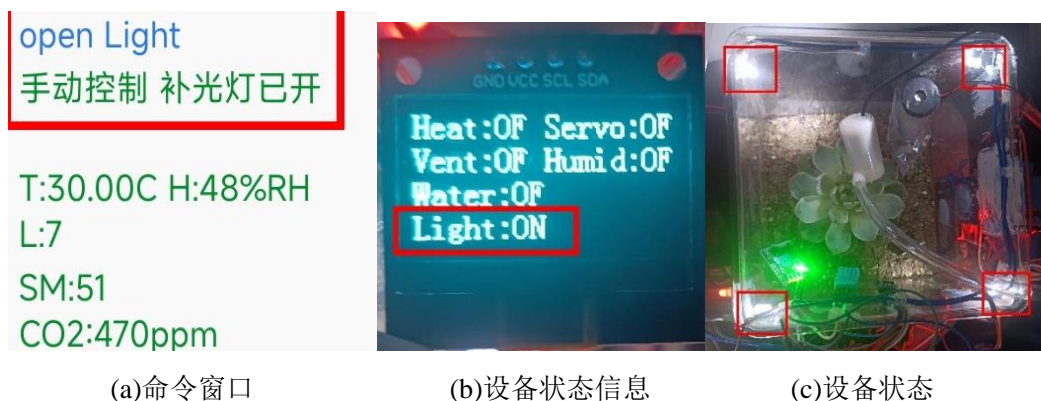 open Light
手动控制 补光灯已开
T:30.00C H:48%RH
L:7
SM:51
CO2:470ppm
GND VCC SCL SDA
Heat:OF Servo:OF
Vent:OF Humid:OF
Water:OF
Light:ON
(a)命令窗口
(b)设备状态信息
(c)设备状态